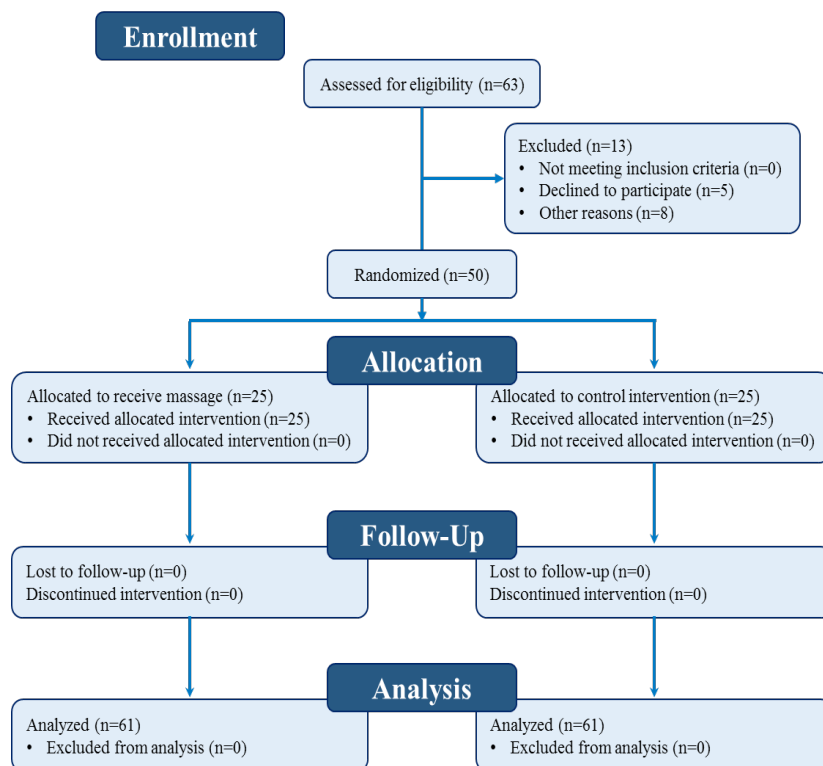 Enrollment
Assessed for eligibility (n=63)
Excluded (n=13)
• Not meeting inclusion criteria (n=0)
• Declined to participate (n=5)
• Other reasons (n=8)
Randomized (n=50)
Allocation
Allocated to receive massage (n=25)
• Received allocated intervention (n=25)
• Did not received allocated intervention (n=0)
Allocated to control intervention (n=25)
• Received allocated intervention (n=25)
• Did not received allocated intervention (n=0)
Follow-Up
Lost to follow-up (n=0)
Discontinued intervention (n=0)
Lost to follow-up (n=0)
Discontinued intervention (n=0)
Analysis
Analyzed (n=61)
• Excluded from analysis (n=0)
Analyzed (n=61)
• Excluded from analysis (n=0)